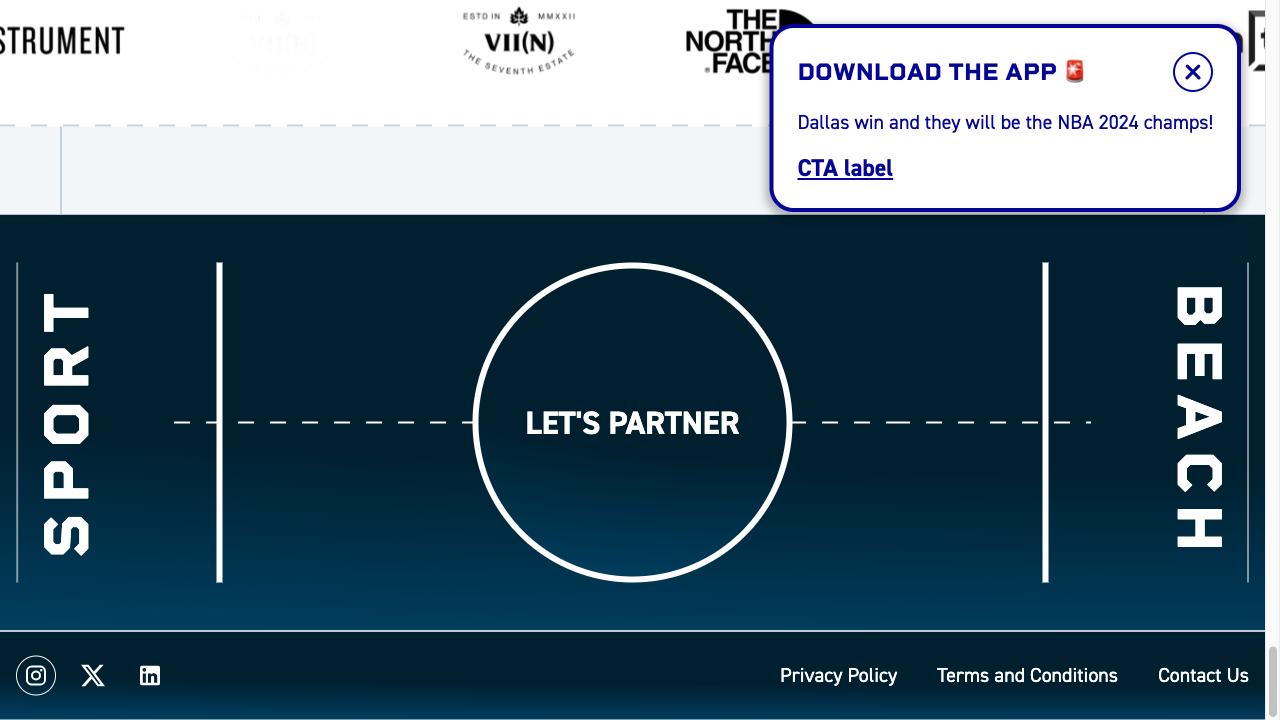 STRUMENT
ESTD IN MMXXII
VII(N)
THE SEVENTH ESTATE
THE
NORTH
FACE
DOWNLOAD THE APP 🚨
Dallas win and they will be the NBA 2024 champs!
CTA label
SPORT
LET'S PARTNER
BEACH
Privacy Policy
Terms and Conditions
Contact Us